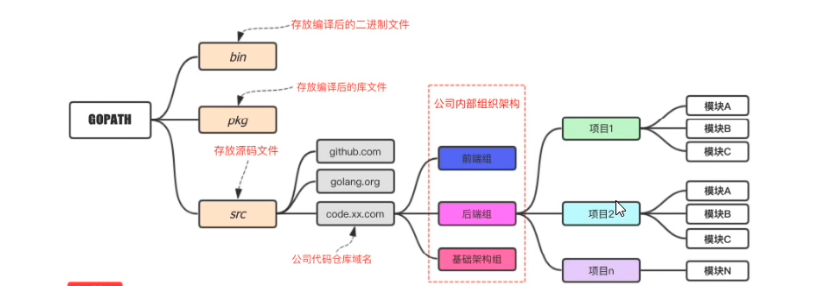 存放编译后的二进制文件
bin
存放编译后的库文件
公司内部组织架构
GOPATH
pkg
存放源码文件
github.com
golang.org
src
code.xx.com
公司代码仓库域名
前端组
后端组
基础架构组
项目1
模块A
模块B
模块C
项目2
模块A
模块B
模块C
项目n
模块N